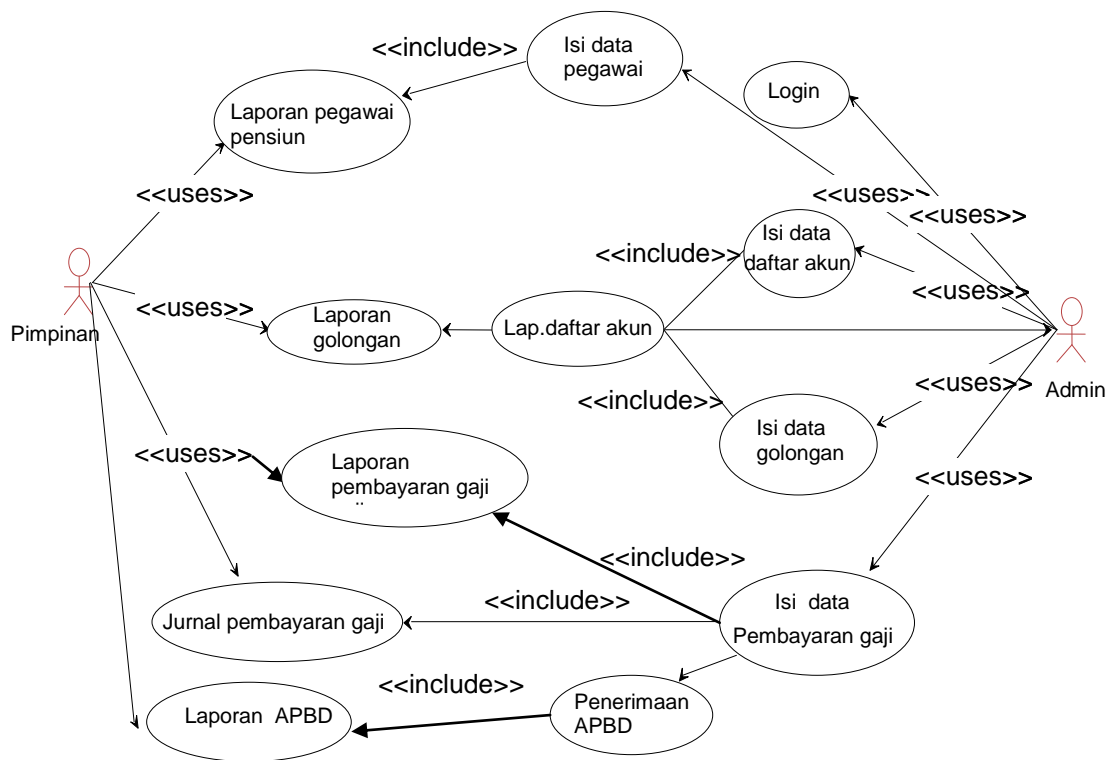 <<include>>
Isi data
pegawai
Login
Laporan pegawai
pensiun
<<uses>>
<<uses>>
<<uses>>
<<include>>
Isi data
daftar akun
<<uses>>
<<uses>>
Pimpinan
Laporan
golongan
Lap.daftar akun
Admin
<<uses>>
<<include>>
Isi data
golongan
<<uses>>
Laporan
pembayaran gaji
<<uses>>
<<include>>
<<include>>
Jurnal pembayaran gaji
Isi data
Pembayaran gaji
<<include>>
Laporan APBD
Penerimaan
APBD